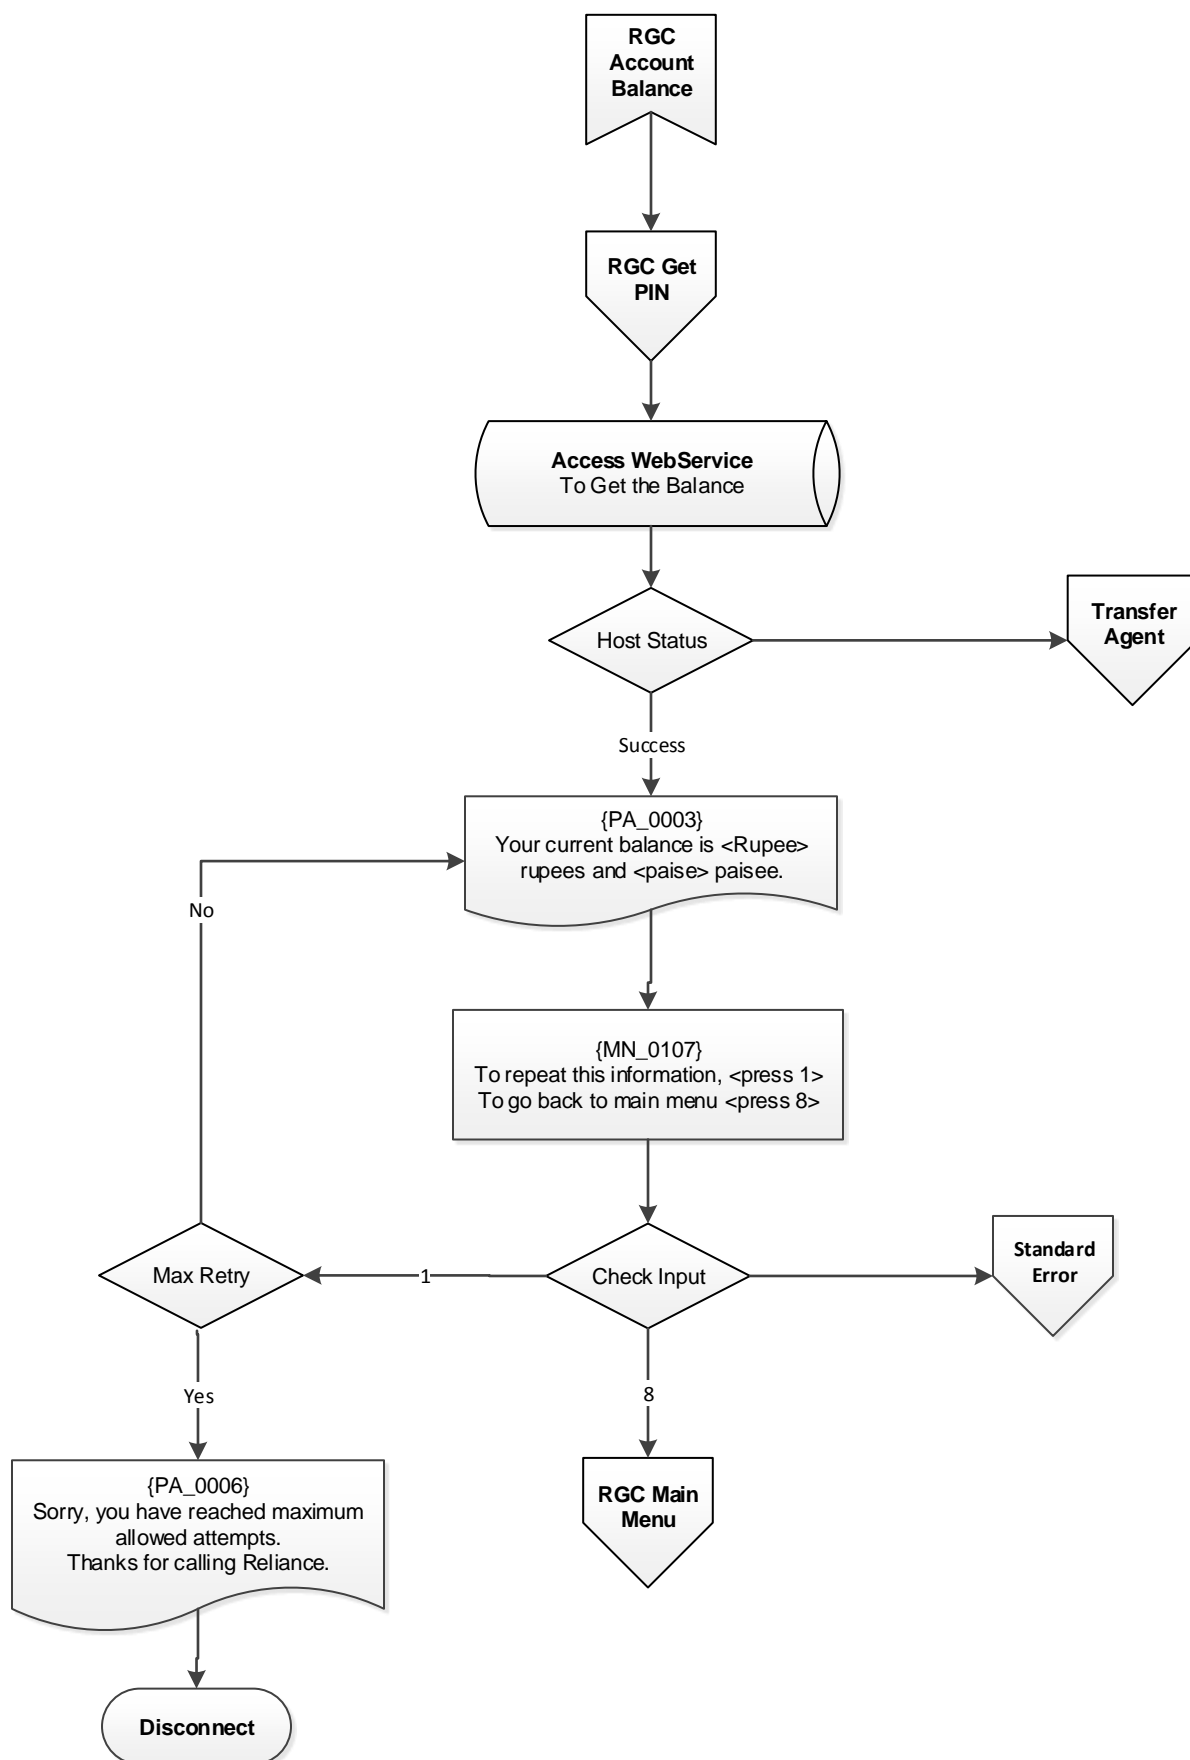 RGC
Account
Balance
RGC Get
PIN
Access WebService
To Get the Balance
Host Status
Transfer
Agent
Success
{PA_0003}
Your current balance is <Rupee>
rupees and <paise> paisee.
No
{MN_0107}
To repeat this information, <press 1>
To go back to main menu <press 8>
Max Retry
1
Check Input
Standard
Error
Yes
8
{PA_0006}
Sorry, you have reached maximum
allowed attempts.
Thanks for calling Reliance.
RGC Main
Menu
Disconnect